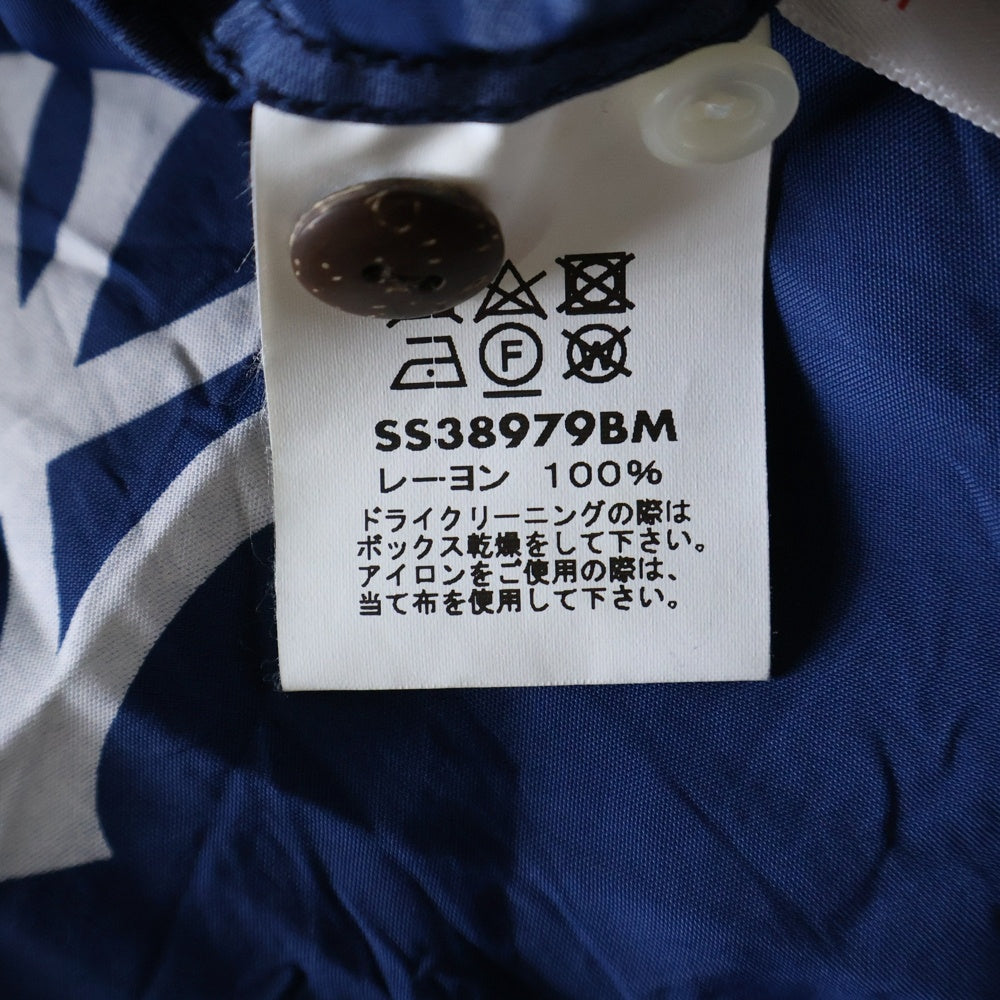 F W
SS38979BM
レーヨン 100%
ドライクリーニングの際は
ボックス乾燥をして下さい。
アイロンをご使用の際は、
当て布を使用して下さい。